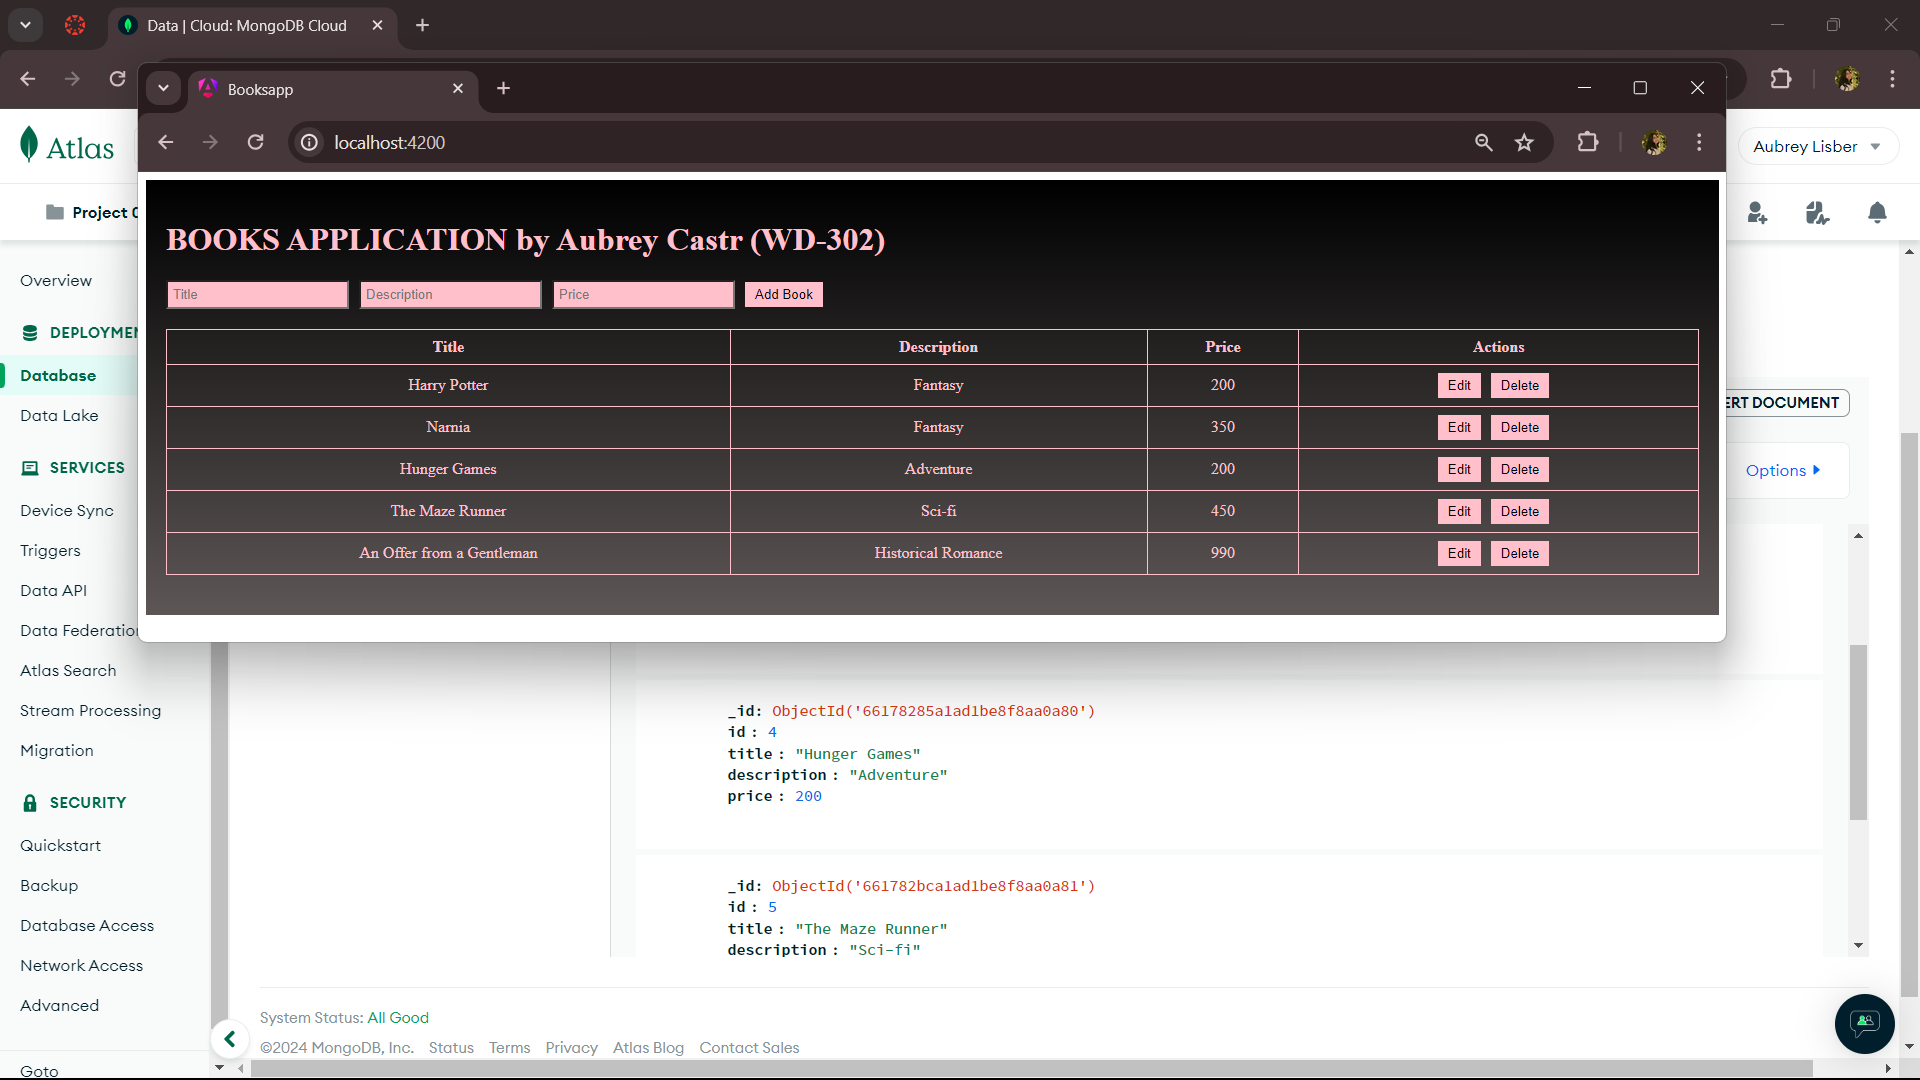 Data | Cloud: MongoDB Cloud
Booksapp
localhost:4200
Atlas
Aubrey Lisber
Project 0
BOOKS APPLICATION by Aubrey Castr (WD-302)
Title Description Price Add Book
Title Description Price Actions
Harry Potter Fantasy 200 Edit Delete
Narnia Fantasy 350 Edit Delete
Hunger Games Adventure 200 Edit Delete
The Maze Runner Sci-fi 450 Edit Delete
An Offer from a Gentleman Historical Romance 990 Edit Delete
Overview
DEPLOYMEN
Database
Data Lake
SERVICES
Device Sync
Triggers
Data API
Data Federation
Atlas Search
Stream Processing
Migration
SECURITY
Quickstart
Backup
Database Access
Network Access
Advanced
Goto
ERT DOCUMENT
Options
_id: ObjectId('66178285a1ad1be8f8aa0a80')
id: 4
title: "Hunger Games"
description: "Adventure"
price: 200
_id: ObjectId('661782bca1ad1be8f8aa0a81')
id: 5
title: "The Maze Runner"
description: "Sci-fi"
System Status: All Good
©2024 MongoDB, Inc. Status Terms Privacy Atlas Blog Contact Sales